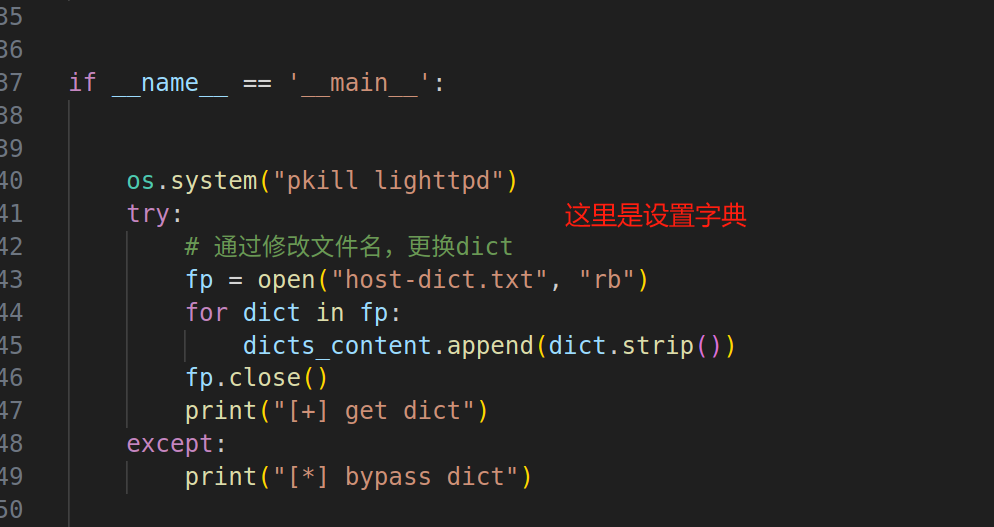 35
36
37 if __name__ == '__main__':
38
39
40 os.system("pkill lighttpd")
41 try: 这里是设置字典
42 # 通过修改文件名，更换dict
43 fp = open("host-dict.txt", "rb")
44 for dict in fp:
45 dicts_content.append(dict.strip())
46 fp.close()
47 print("[+] get dict")
48 except:
49 print("[*] bypass dict")
50